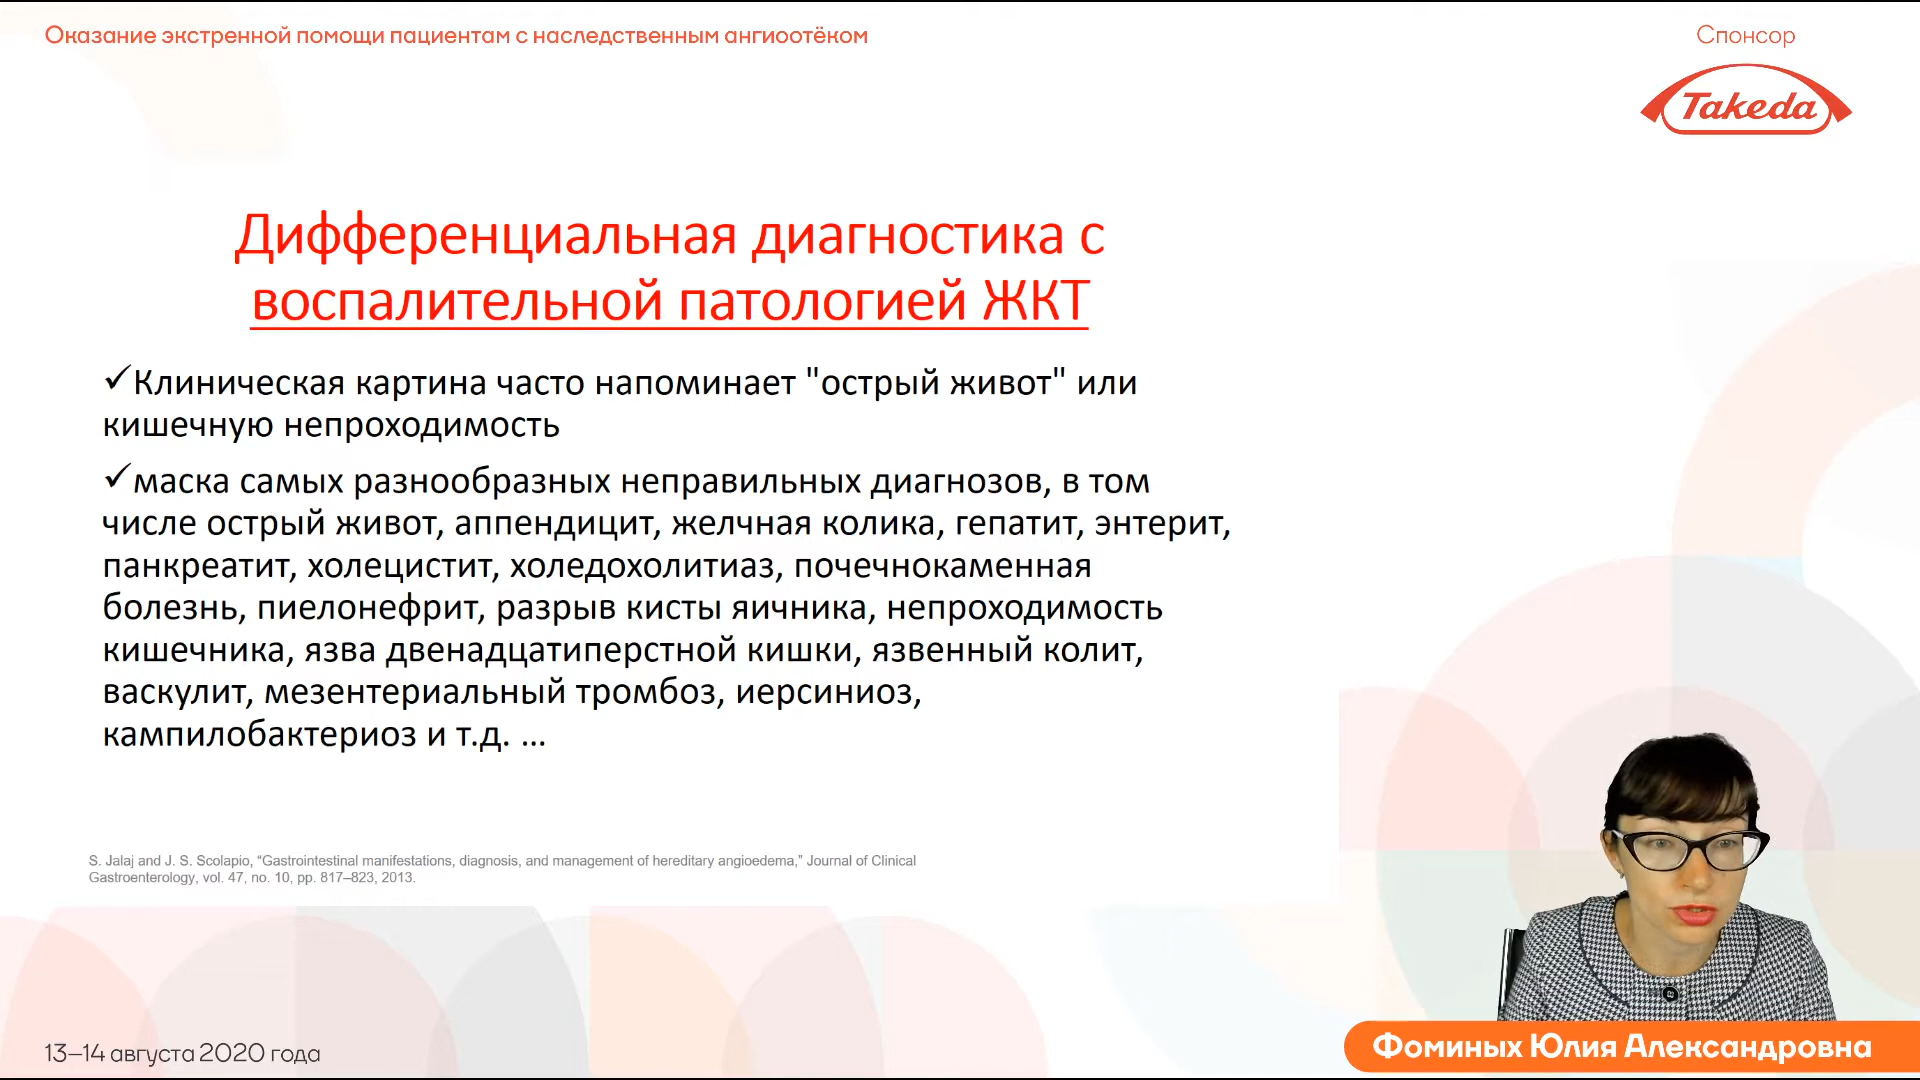 Оказание экстренной помощи пациентам с наследственным ангиоотёком
Спонсор
Takeda
Дифференциальная диагностика с
воспалительной патологией ЖКТ
✓Клиническая картина часто напоминает "острый живот" или
кишечную непроходимость
✓маска самых разнообразных неправильных диагнозов, в том
числе острый живот, аппендицит, желчная колика, гепатит, энтерит,
панкреатит, холецистит, холедохолитиаз, почечнокаменная
болезнь, пиелонефрит, разрыв кисты яичника, непроходимость
кишечника, язва двенадцатиперстной кишки, язвенный колит,
васкулит, мезентериальный тромбоз, иерсиниоз,
кампилобактериоз и т.д. ...
S. Jalaj and J. S. Scolapio, “Gastrointestinal manifestations, diagnosis, and management of hereditary angioedema,” Journal of Clinical
Gastroenterology, vol. 47, no. 10, pp. 817–823, 2013.
13–14 августа 2020 года
Фоминых Юлия Александровна